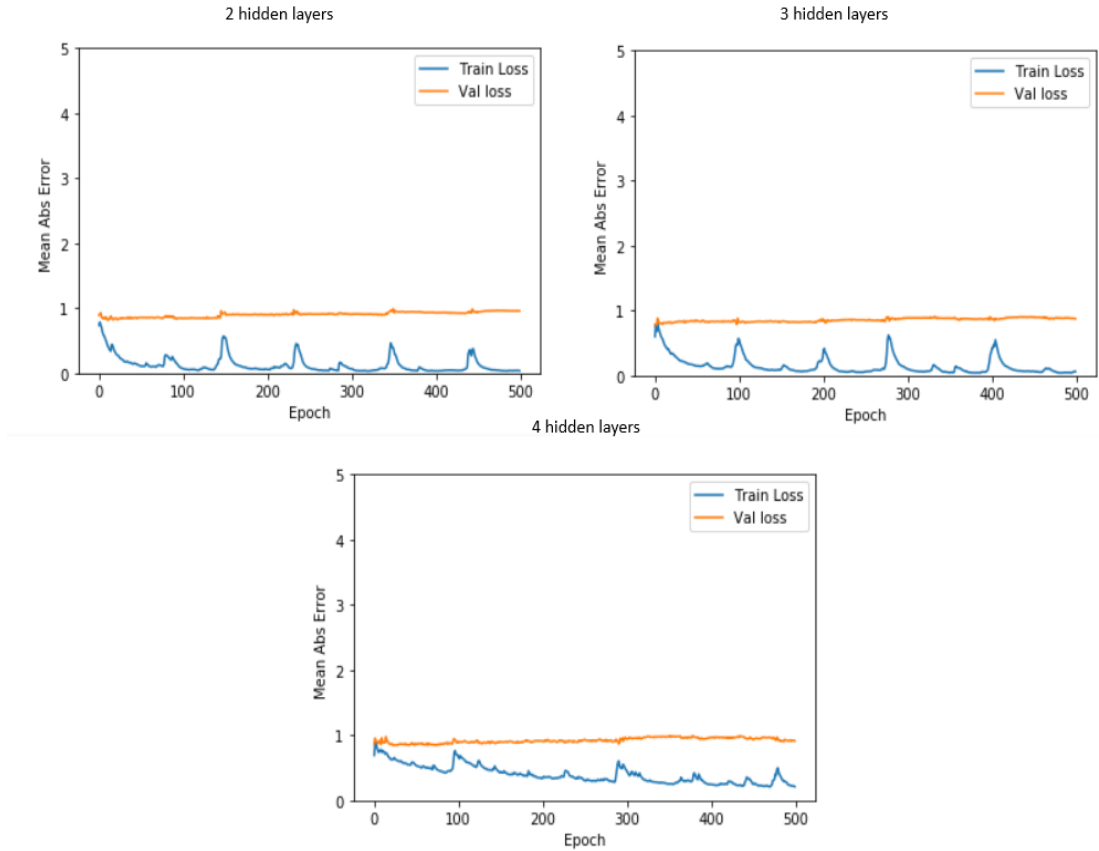 2 hidden layers
5
4
3
2
1
0
Mean Abs Error
Train Loss
Val loss
0 100 200 300 400 500
Epoch
3 hidden layers
5
4
3
2
1
0
Mean Abs Error
Train Loss
Val loss
0 100 200 300 400 500
Epoch
4 hidden layers
5
4
3
2
1
0
Mean Abs Error
Train Loss
Val loss
0 100 200 300 400 500
Epoch